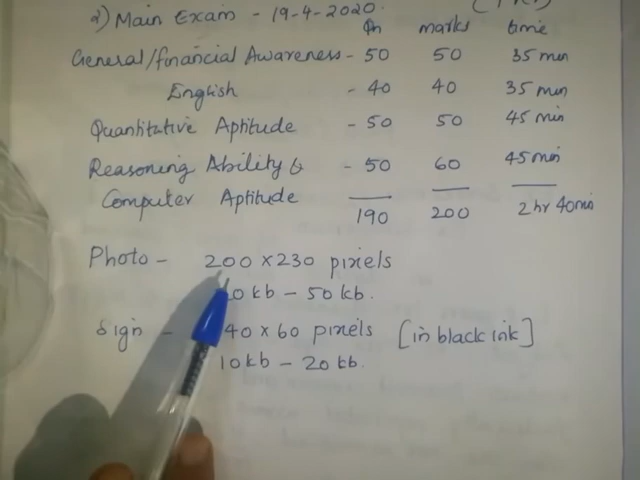 2) Main Exam - 19-4-2020.
Qn marks time
General/financial Awareness - 50 50 35 min
English - 40 40 35 min
Quantitative Aptitude - 50 50 45 min
Reasoning Ability & - 50 60 45 min
Computer Aptitude
190 200 2 hr 40 min
Photo - 200 x 230 pixels
0 kb - 50 kb.
Sign - 40 x 60 pixels [in black ink]
10 kb - 20 kb.